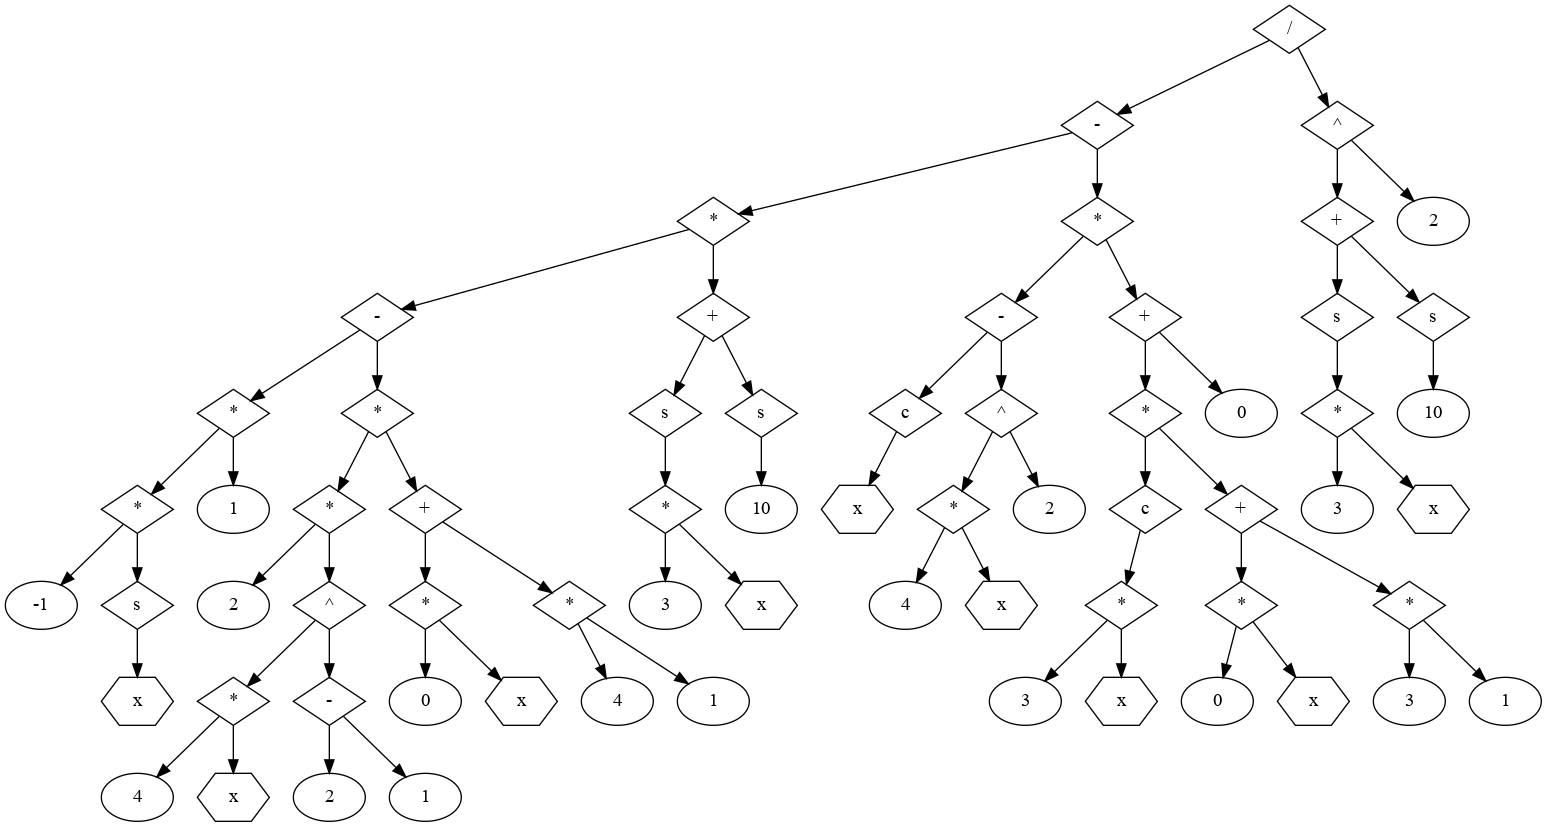 /
- ^
* * + 2
- + - + s s
* * s s c ^ * 0 * 10
* 1 * + * 10 x * 2 c + 3 x
-1 s 2 ^ * * 3 x 4 x * * *
x * - 0 x 4 1 3 x 0 x 3 1
4 x 2 1